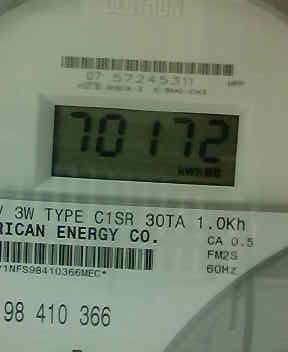 07 57245311
70172
V 3W TYPE C1SR 30TA 1.0Kh
RICAN ENERGY CO.
CA 0.5
FM2S
60Hz
Y1NFS98410366MEC*
98 410 366